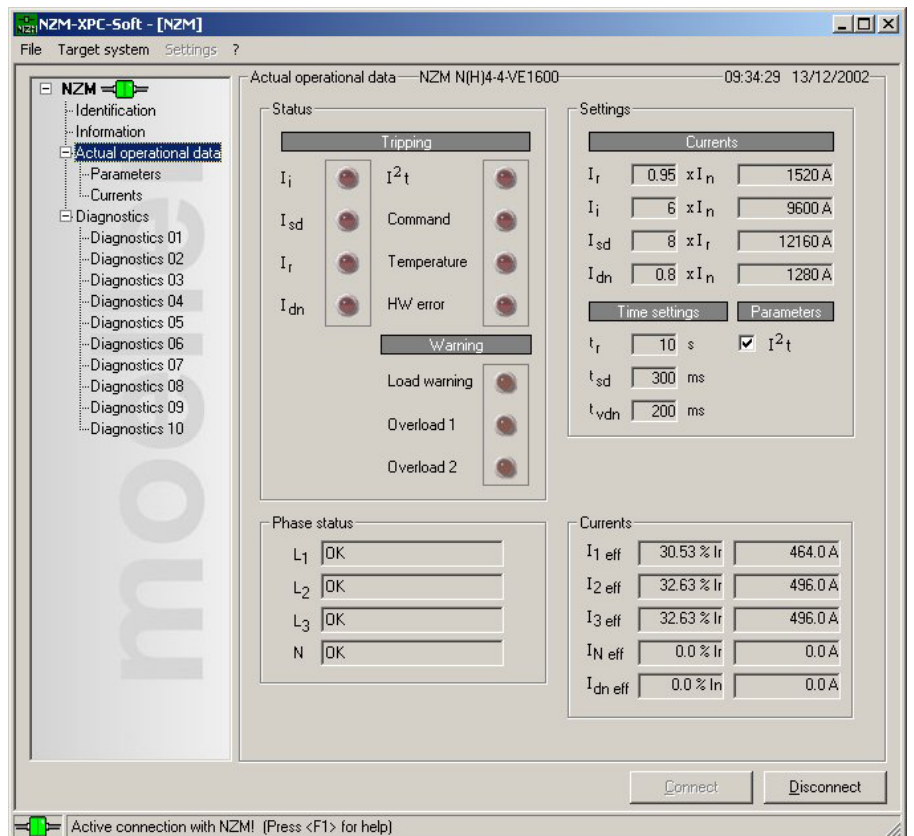 NZM-XPC-Soft - [NZM]
File Target system Settings ?
NZM
Identification
Information
Actual operational data
Parameters
Currents
Diagnostics
Diagnostics 01
Diagnostics 02
Diagnostics 03
Diagnostics 04
Diagnostics 05
Diagnostics 06
Diagnostics 07
Diagnostics 08
Diagnostics 09
Diagnostics 10
moeller
Actual operational data NZM N(H)4-4-VE1600 09:34:29 13/12/2002
Status
Tripping
Ii I²t
Isd Command
Ir Temperature
Idn HW error
Warning
Load warning
Overload 1
Overload 2
Settings
Currents
Ir 0.95 xIn 1520 A
Ii 6 xIn 9600 A
Isd 8 xIr 12160 A
Idn 0.8 xIn 1280 A
Time settings Parameters
tr 10 s I²t
tsd 300 ms
tvdn 200 ms
Phase status
L1 OK
L2 OK
L3 OK
N OK
Currents
I1 eff 30.53 % Ir 464.0 A
I2 eff 32.63 % Ir 496.0 A
I3 eff 32.63 % Ir 496.0 A
IN eff 0.0 % Ir 0.0 A
Idn eff 0.0 % In 0.0 A
Connect Disconnect
Active connection with NZM! (Press <F1> for help)